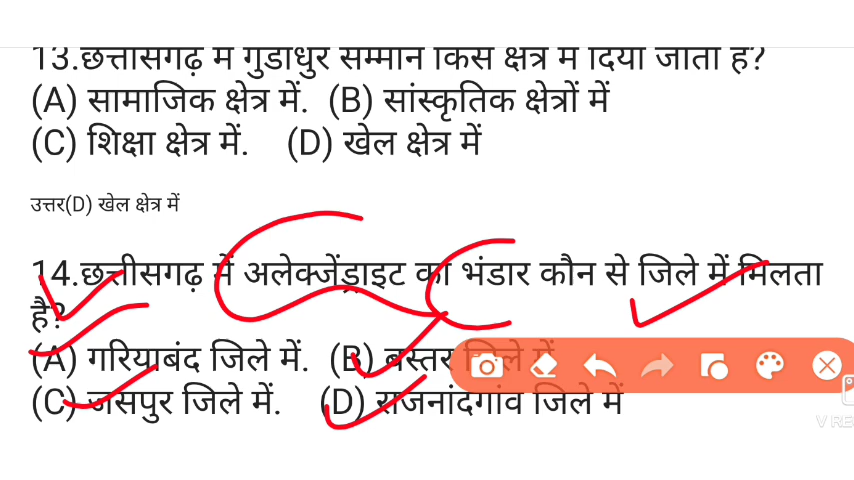 13.छत्तीसगढ़ में गुंडाधुर सम्मान किस क्षेत्र में दिया जाता है?
(A) सामाजिक क्षेत्र में. (B) सांस्कृतिक क्षेत्रों में
(C) शिक्षा क्षेत्र में. (D) खेल क्षेत्र में
उत्तर(D) खेल क्षेत्र में
14.छत्तीसगढ़ में अलेक्जेंड्राइट का भंडार कौन से जिले में मिलता
है?
(A) गरियाबंद जिले में. (B) बस्तर जिले में
(C) जसपुर जिले में. (D) राजनांदगांव जिले में